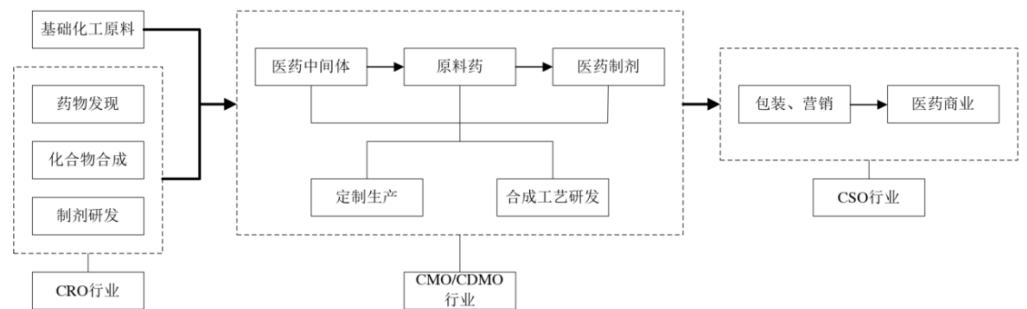 基础化工原料
药物发现
化合物合成
制剂研发
CRO行业
医药中间体
原料药
医药制剂
定制生产
合成工艺研发
CMO/CDMO
行业
包装、营销
医药商业
CSO行业